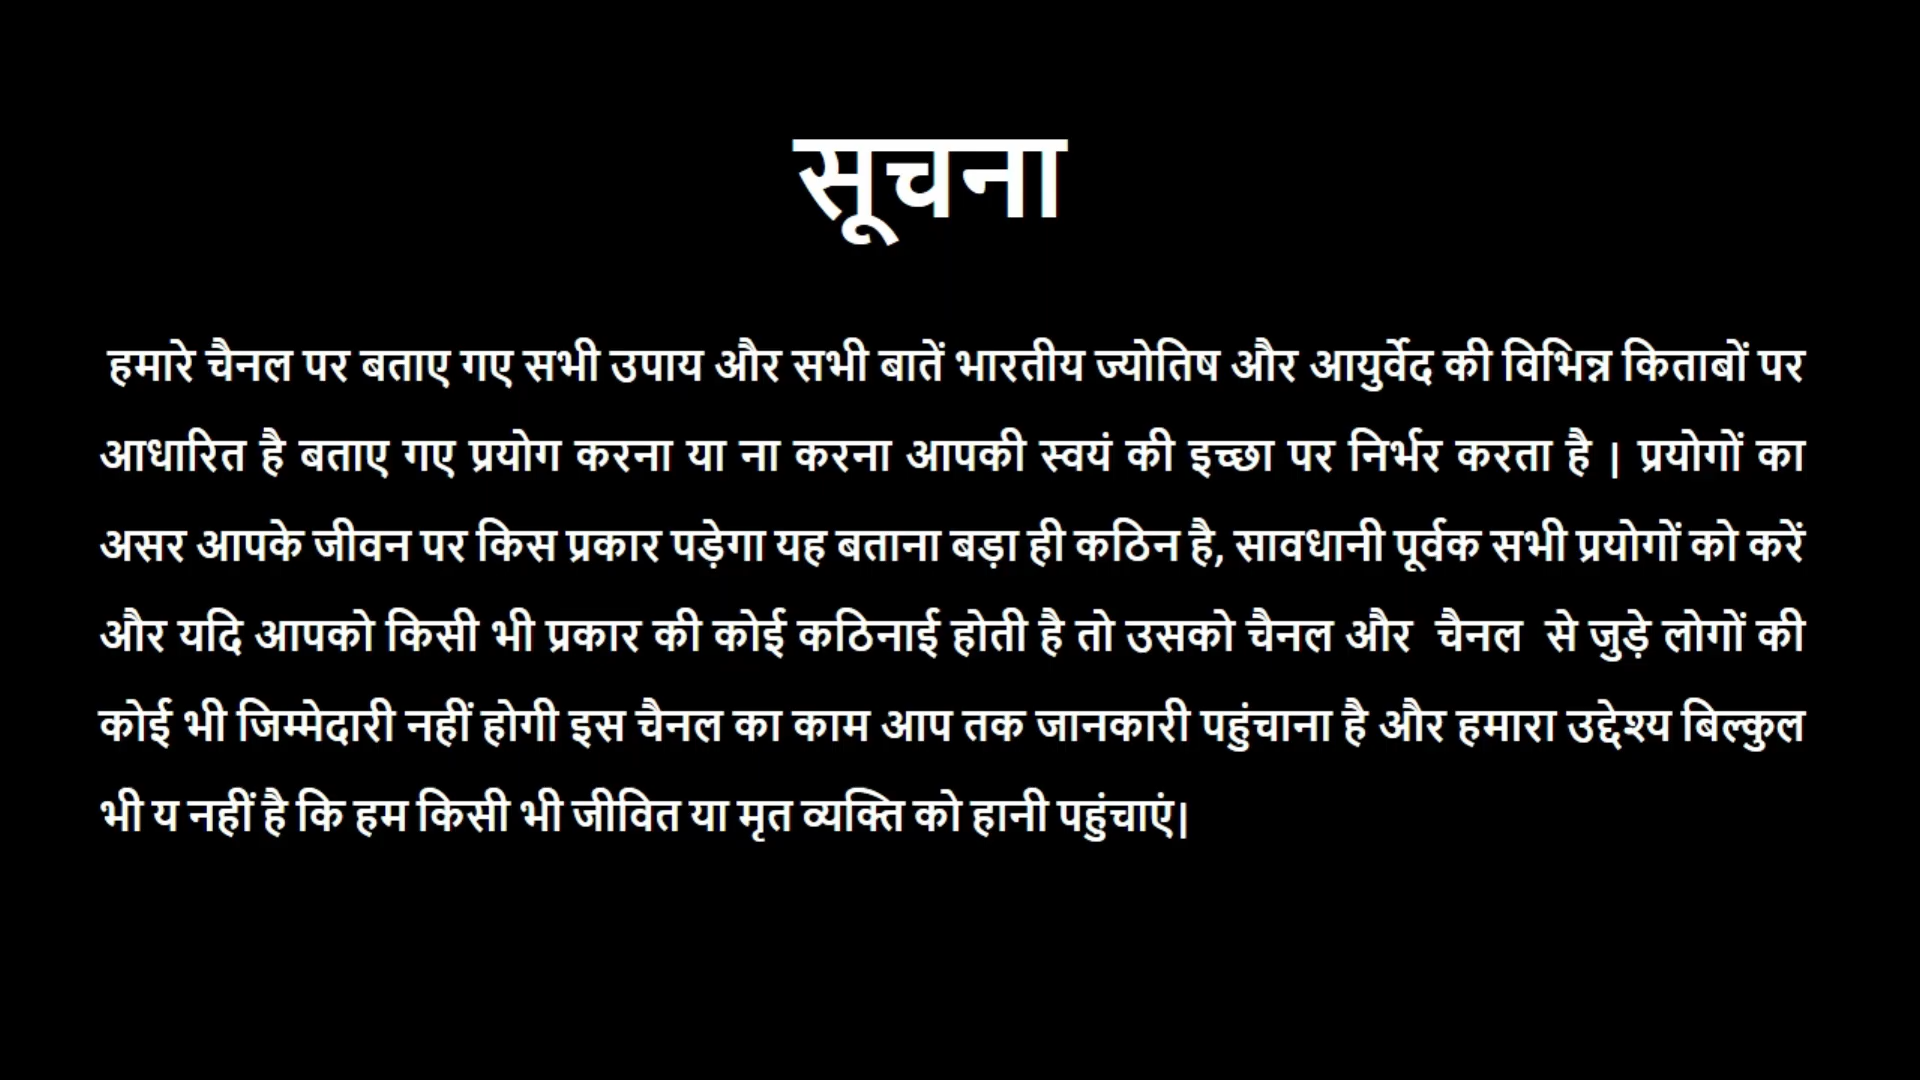 सूचना
हमारे चैनल पर बताए गए सभी उपाय और सभी बातें भारतीय ज्योतिष और आयुर्वेद की विभिन्न किताबों पर
आधारित है बताए गए प्रयोग करना या ना करना आपकी स्वयं की इच्छा पर निर्भर करता है | प्रयोगों का
असर आपके जीवन पर किस प्रकार पड़ेगा यह बताना बड़ा ही कठिन है, सावधानी पूर्वक सभी प्रयोगों को करें
और यदि आपको किसी भी प्रकार की कोई कठिनाई होती है तो उसको चैनल और चैनल से जुड़े लोगों की
कोई भी जिम्मेदारी नहीं होगी इस चैनल का काम आप तक जानकारी पहुंचाना है और हमारा उद्देश्य बिल्कुल
भी य नहीं है कि हम किसी भी जीवित या मृत व्यक्ति को हानी पहुंचाएं|